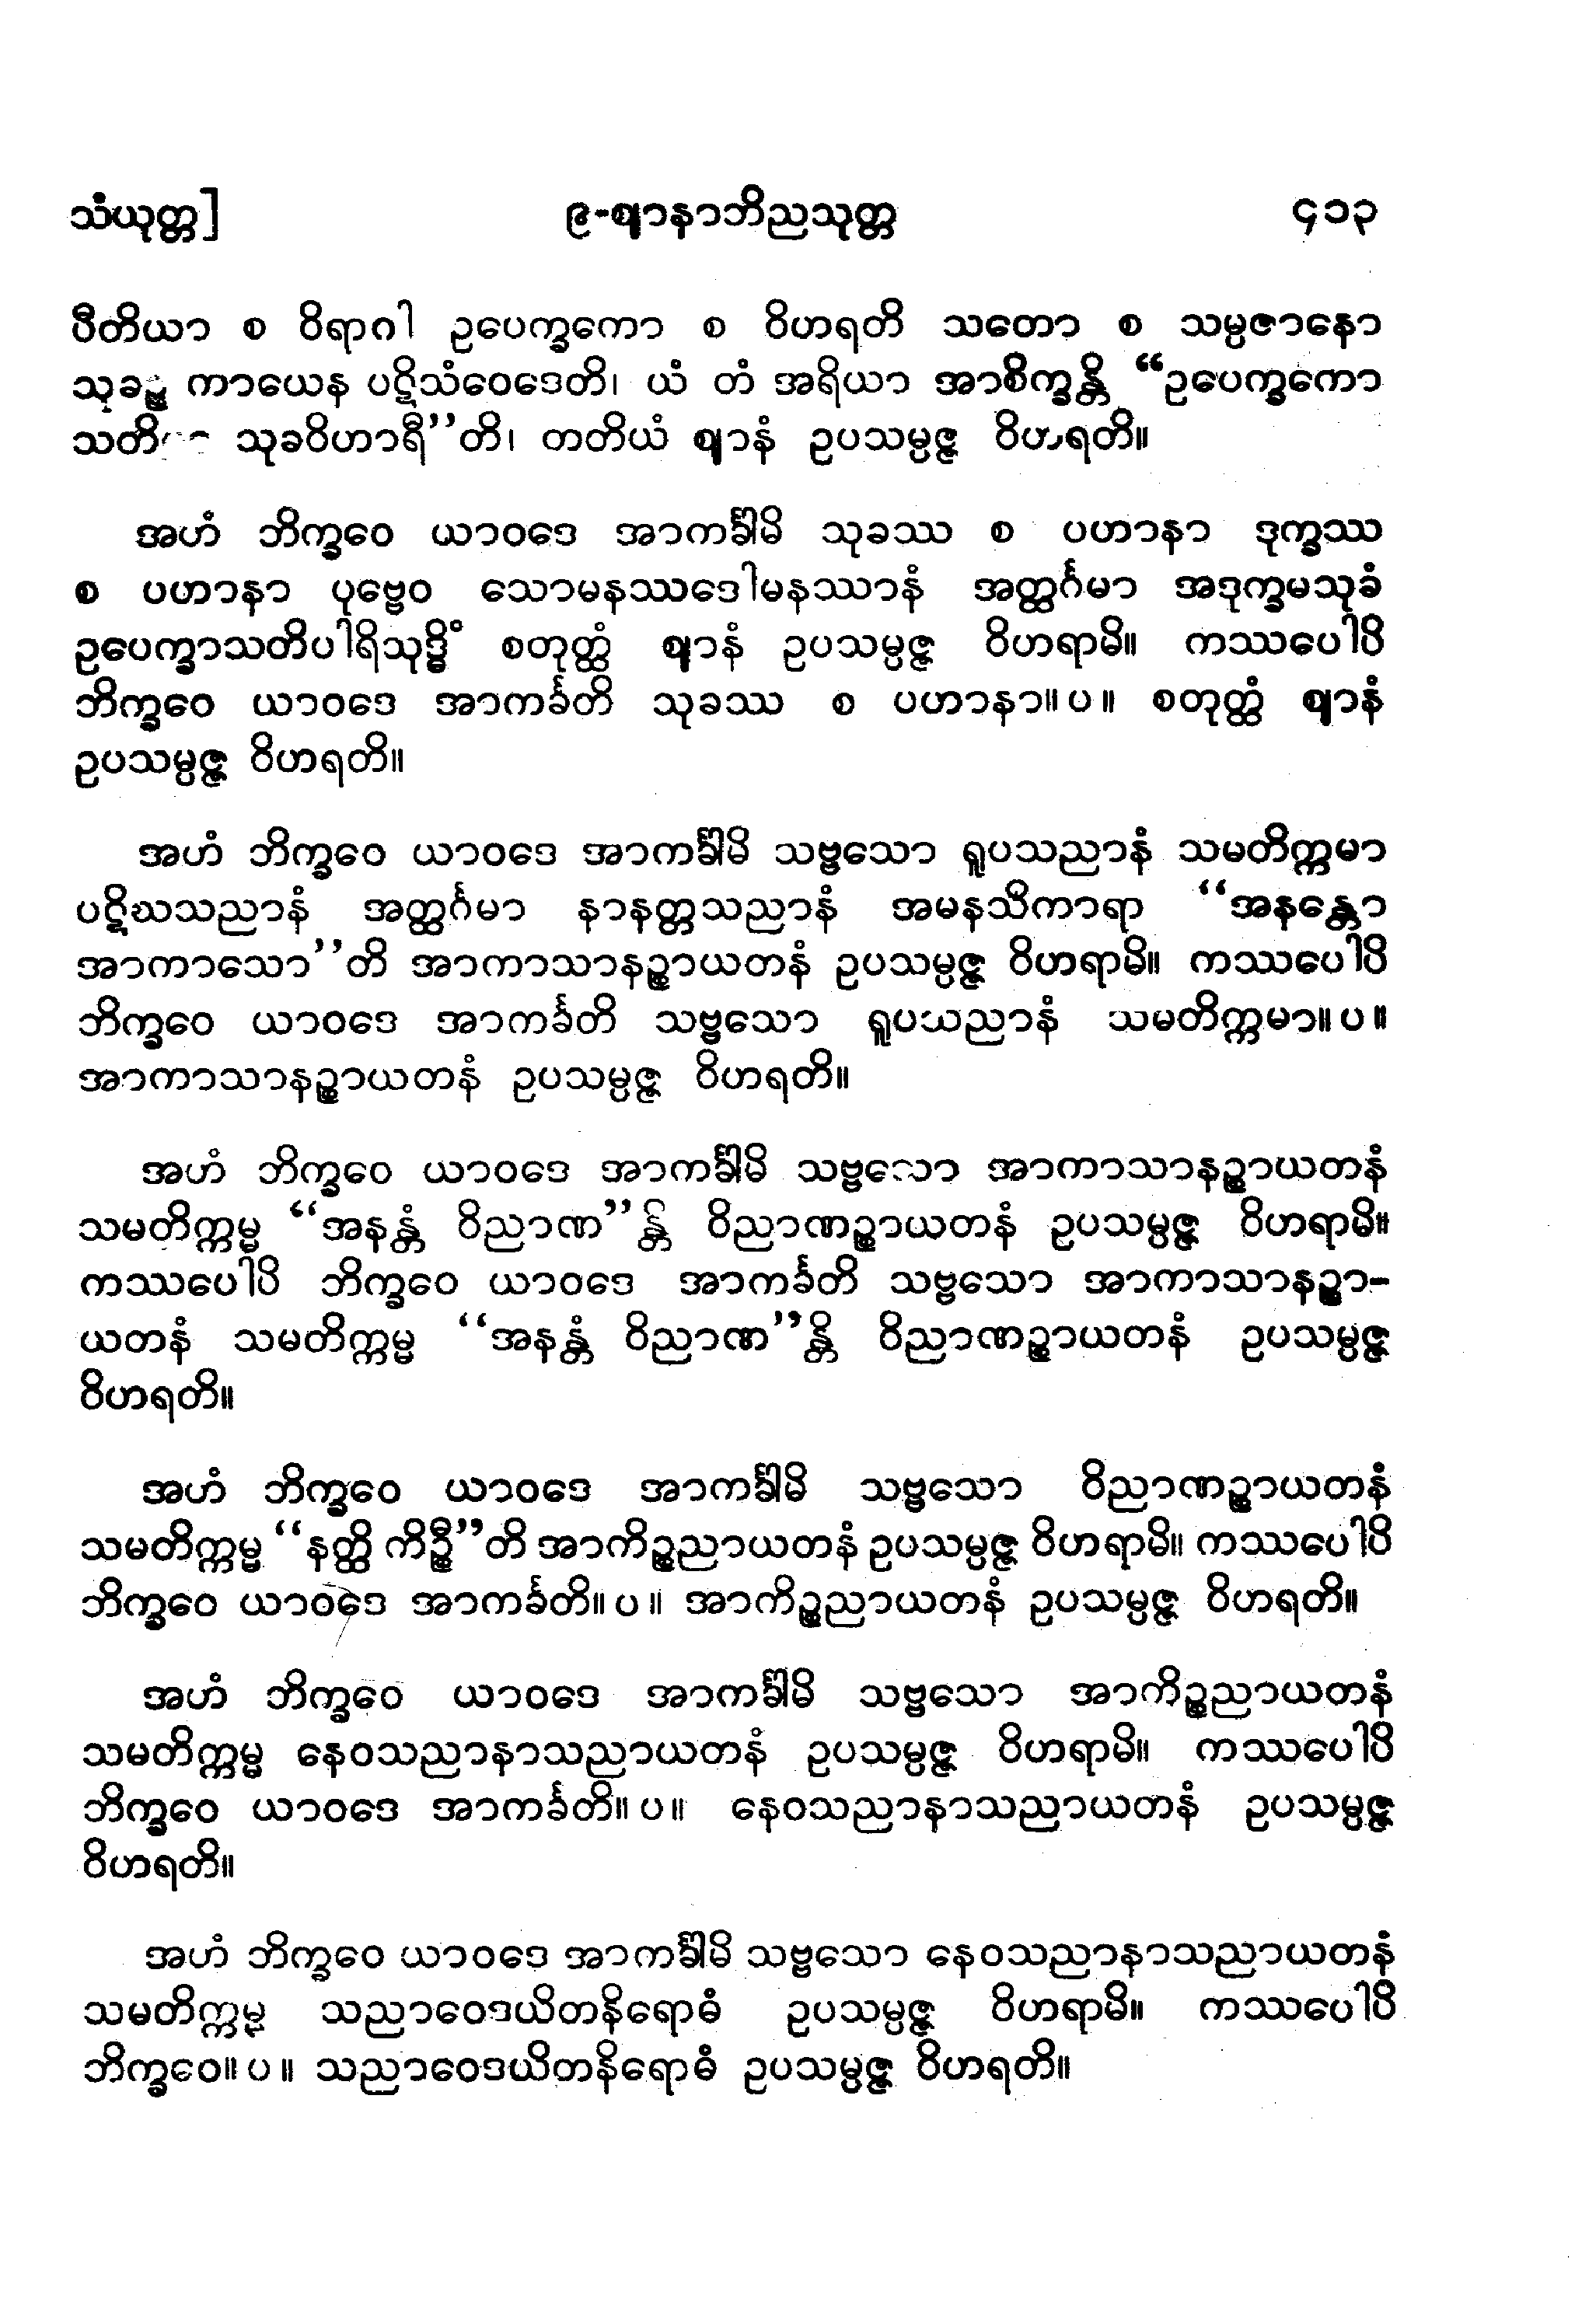 သံယုတ္တ] ၉-ဈာနာဘိညသုတ္တ ၄၁၃
ပီတိယာ စ ဝိရာဂါ ဥပေက္ခကော စ ဝိဟရတိ သတော စ သမ္ပဇာနော
သုခဉ္စ ကာယေန ပဋိသံဝေဒေတိ၊ ယံ တံ အရိယာ အာစိက္ခန္တိ “ဥပေက္ခကော
သတိမာ သုခဝိဟာရီ”တိ၊ တတိယံ ဈာနံ ဥပသမ္ပဇ္ဇ ဝိဟရတိ။
အဟံ ဘိက္ခဝေ ယာဝဒေ အာကင်္ခါမိ သုခဿ စ ပဟာနာ ဒုက္ခဿ
စ ပဟာနာ ပုဗ္ဗေဝ သောမနဿဒေါမနဿာနံ အတ္ထင်္ဂမာ အဒုက္ခမသုခံ
ဥပေက္ခာသတိပါရိသုဒ္ဓိံ စတုတ္ထံ ဈာနံ ဥပသမ္ပဇ္ဇ ဝိဟရာမိ။ ကဿပေါပိ
ဘိက္ခဝေ ယာဝဒေ အာကင်္ခတိ သုခဿ စ ပဟာနာ။ ပ ။ စတုတ္ထံ ဈာနံ
ဥပသမ္ပဇ္ဇ ဝိဟရတိ။
အဟံ ဘိက္ခဝေ ယာဝဒေ အာကင်္ခါမိ သဗ္ဗသော ရူပသညာနံ သမတိက္ကမာ
ပဋိဃသညာနံ အတ္ထင်္ဂမာ နာနတ္တသညာနံ အမနသိကာရာ “အနန္တော
အာကာသော”တိ အာကာသာနဉ္စာယတနံ ဥပသမ္ပဇ္ဇ ဝိဟရာမိ။ ကဿပေါပိ
ဘိက္ခဝေ ယာဝဒေ အာကင်္ခတိ သဗ္ဗသော ရူပသညာနံ သမတိက္ကမာ။ ပ ။
အာကာသာနဉ္စာယတနံ ဥပသမ္ပဇ္ဇ ဝိဟရတိ။
အဟံ ဘိက္ခဝေ ယာဝဒေ အာကင်္ခါမိ သဗ္ဗသော အာကာသာနဉ္စာယတနံ
သမတိက္ကမ္မ “အနန္တံ ဝိညာဏ”န္တိ ဝိညာဏဉ္စာယတနံ ဥပသမ္ပဇ္ဇ ဝိဟရာမိ။
ကဿပေါပိ ဘိက္ခဝေ ယာဝဒေ အာကင်္ခတိ သဗ္ဗသော အာကာသာနဉ္စာ-
ယတနံ သမတိက္ကမ္မ “အနန္တံ ဝိညာဏ”န္တိ ဝိညာဏဉ္စာယတနံ ဥပသမ္ပဇ္ဇ
ဝိဟရတိ။
အဟံ ဘိက္ခဝေ ယာဝဒေ အာကင်္ခါမိ သဗ္ဗသော ဝိညာဏဉ္စာယတနံ
သမတိက္ကမ္မ “နတ္ထိ ကိဉ္စီ”တိ အာကိဉ္စညာယတနံ ဥပသမ္ပဇ္ဇ ဝိဟရာမိ။ ကဿပေါပိ
ဘိက္ခဝေ ယာဝဒေ အာကင်္ခတိ။ ပ ။ အာကိဉ္စညာယတနံ ဥပသမ္ပဇ္ဇ ဝိဟရတိ။
အဟံ ဘိက္ခဝေ ယာဝဒေ အာကင်္ခါမိ သဗ္ဗသော အာကိဉ္စညာယတနံ
သမတိက္ကမ္မ နေဝသညာနာသညာယတနံ ဥပသမ္ပဇ္ဇ ဝိဟရာမိ။ ကဿပေါပိ
ဘိက္ခဝေ ယာဝဒေ အာကင်္ခတိ။ ပ ။ နေဝသညာနာသညာယတနံ ဥပသမ္ပဇ္ဇ
ဝိဟရတိ။
အဟံ ဘိက္ခဝေ ယာဝဒေ အာကင်္ခါမိ သဗ္ဗသော နေဝသညာနာသညာယတနံ
သမတိက္ကမ္မ သညာဝေဒယိတနိရောဓံ ဥပသမ္ပဇ္ဇ ဝိဟရာမိ။ ကဿပေါပိ
ဘိက္ခဝေ။ ပ ။ သညာဝေဒယိတနိရောဓံ ဥပသမ္ပဇ္ဇ ဝိဟရတိ။